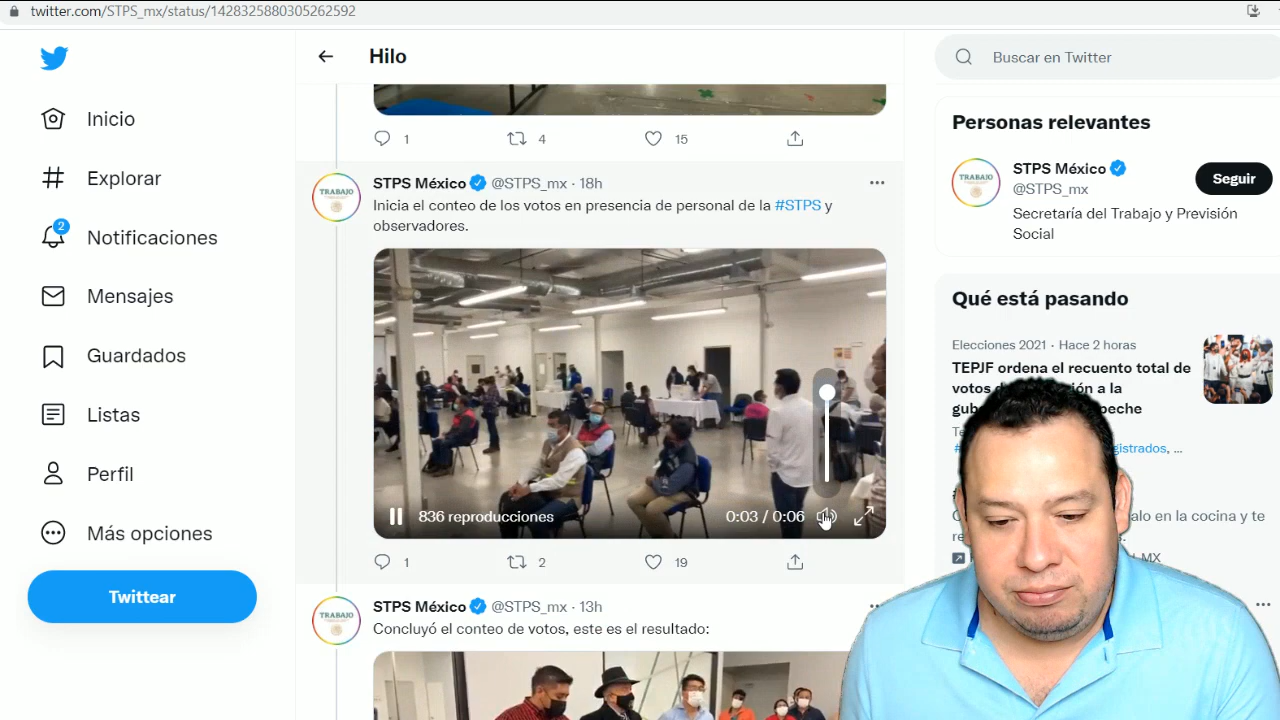 twitter.com/STPS_mx/status/1428325880305262592
Inicio
Explorar
2
Notificaciones
Mensajes
Guardados
Listas
Perfil
Más opciones
Twittear
Hilo
1 4 15
TRABAJO
STPS México @STPS_mx · 18h
Inicia el conteo de los votos en presencia de personal de la #STPS y
observadores.
836 reproducciones 0:03 / 0:06
1 2 19
TRABAJO
STPS México @STPS_mx · 13h
Concluyó el conteo de votos, este es el resultado:
Buscar en Twitter
Personas relevantes
TRABAJO
STPS México
@STPS_mx
Seguir
Secretaría del Trabajo y Previsión
Social
Qué está pasando
Elecciones 2021 · Hace 2 horas
TEPJF ordena el recuento total de
votos a la
alo en la cocina y te